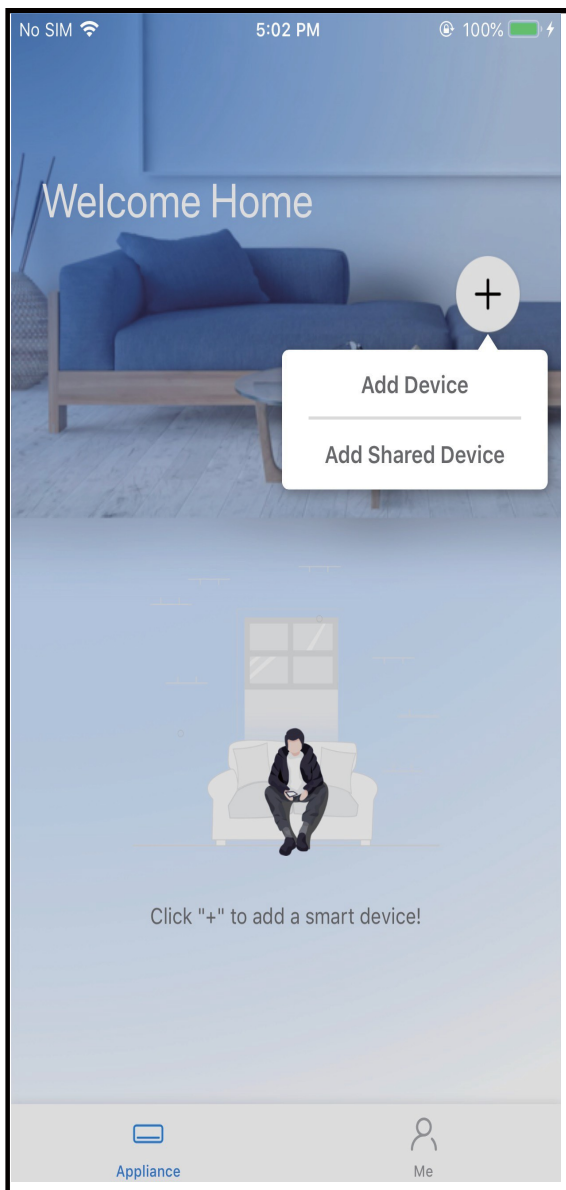 No SIM 5:02 PM 100%
Welcome Home
+
Add Device
Add Shared Device
Click "+" to add a smart device!
Appliance Me